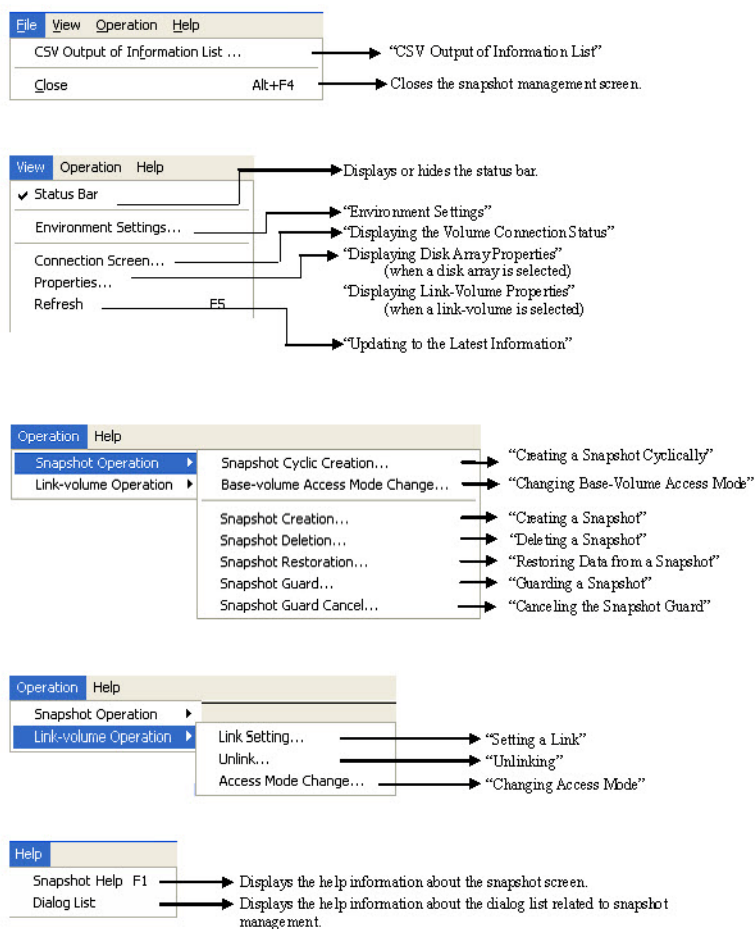 File View Operation Help
CSV Output of Information List ... “CSV Output of Information List”
Close Alt+F4 Closes the snapshot management screen.
View Operation Help
Displays or hides the status bar.
Status Bar
Environment Settings... “Environment Settings”
“Displaying the Volume Connection Status”
Connection Screen... “Displaying Disk Array Properties”
(when a disk array is selected)
Properties...
“Displaying Link-Volume Properties”
Refresh F5
(when a link-volume is selected)
“Updating to the Latest Information”
Operation Help
Snapshot Operation Snapshot Cyclic Creation... “Creating a Snapshot Cyclically”
Link-volume Operation Base-volume Access Mode Change... “Changing Base-Volume Access Mode”
Snapshot Creation... “Creating a Snapshot”
Snapshot Deletion... “Deleting a Snapshot”
Snapshot Restoration... “Restoring Data from a Snapshot”
Snapshot Guard... “Guarding a Snapshot”
Snapshot Guard Cancel... “Canceling the Snapshot Guard”
Operation Help
Snapshot Operation
Link-volume Operation Link Setting... “Setting a Link”
Unlink... “Unlinking”
Access Mode Change... “Changing Access Mode”
Help
Snapshot Help F1 Displays the help information about the snapshot screen.
Dialog List Displays the help information about the dialog list related to snapshot
management.